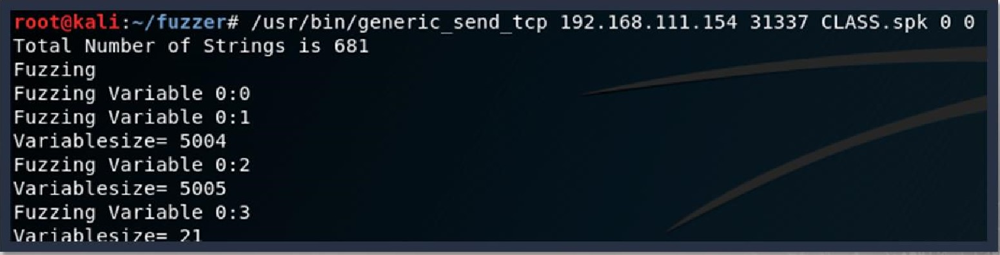 root@kali:~/fuzzer# /usr/bin/generic_send_tcp 192.168.111.154 31337 CLASS.spk 0 0
Total Number of Strings is 681
Fuzzing
Fuzzing Variable 0:0
Fuzzing Variable 0:1
Variablesize= 5004
Fuzzing Variable 0:2
Variablesize= 5005
Fuzzing Variable 0:3
Variablesize= 21